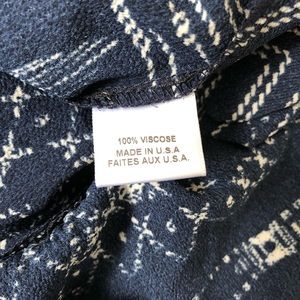 100% VISCOSE
MADE IN U.S.A
FAITES AUX U.S.A.